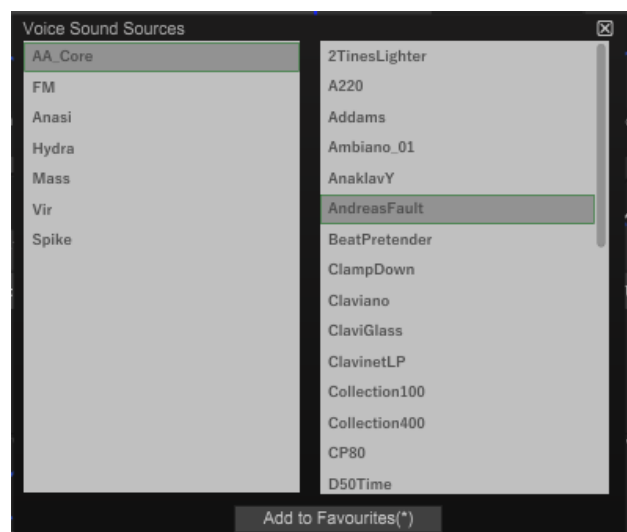 Voice Sound Sources
AA_Core
FM
Anasi
Hydra
Mass
Vir
Spike
2TinesLighter
A220
Addams
Ambiano_01
AnaklavY
AndreasFault
BeatPretender
ClampDown
Claviano
ClaviGlass
ClavinetLP
Collection100
Collection400
CP80
D50Time
Add to Favourites(*)